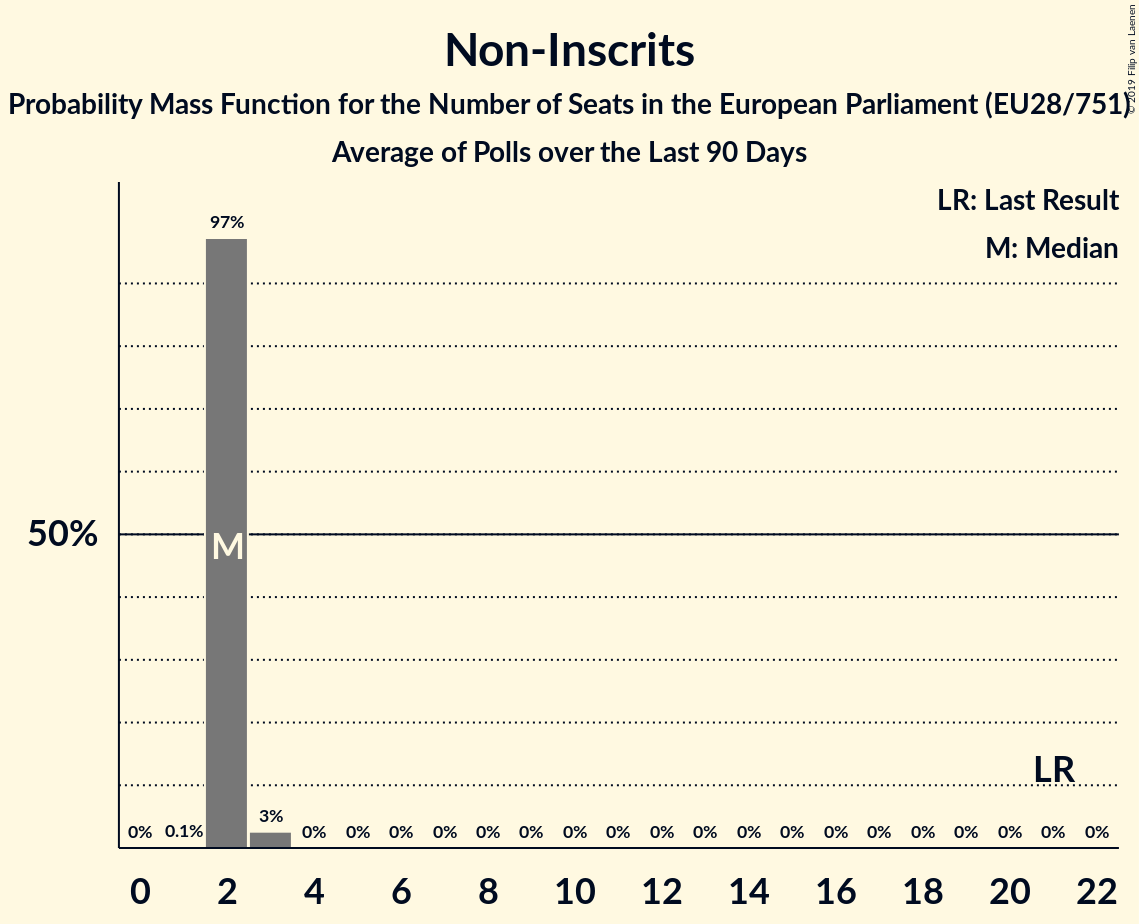 Non-Inscrits
Probability Mass Function for the Number of Seats in the European Parliament (EU28/751)
Average of Polls over the Last 90 Days
© 2019 Filip van Laenen
LR: Last Result
M: Median
97%
50%
M
LR
0% 0.1% 3% 0% 0% 0% 0% 0% 0% 0% 0% 0% 0% 0% 0% 0% 0% 0% 0% 0% 0% 0%
0 2 4 6 8 10 12 14 16 18 20 22